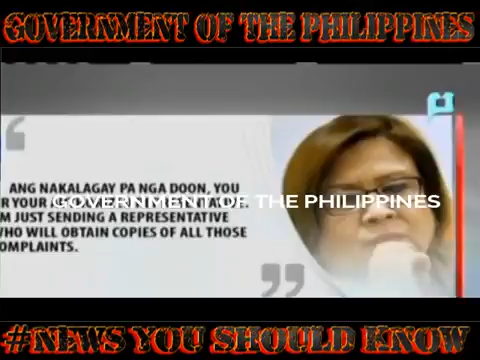 GOVERNMENT OF THE PHILIPPINES
ANG NAKALAGAY PA NGA DOON, YOU
GOVERNMENT OF THE PHILIPPINES
M JUST SENDING A REPRESENTATIVE
WHO WILL OBTAIN COPIES OF ALL THOSE
OMPLAINTS.
#NEWS YOU SHOULD KNOW